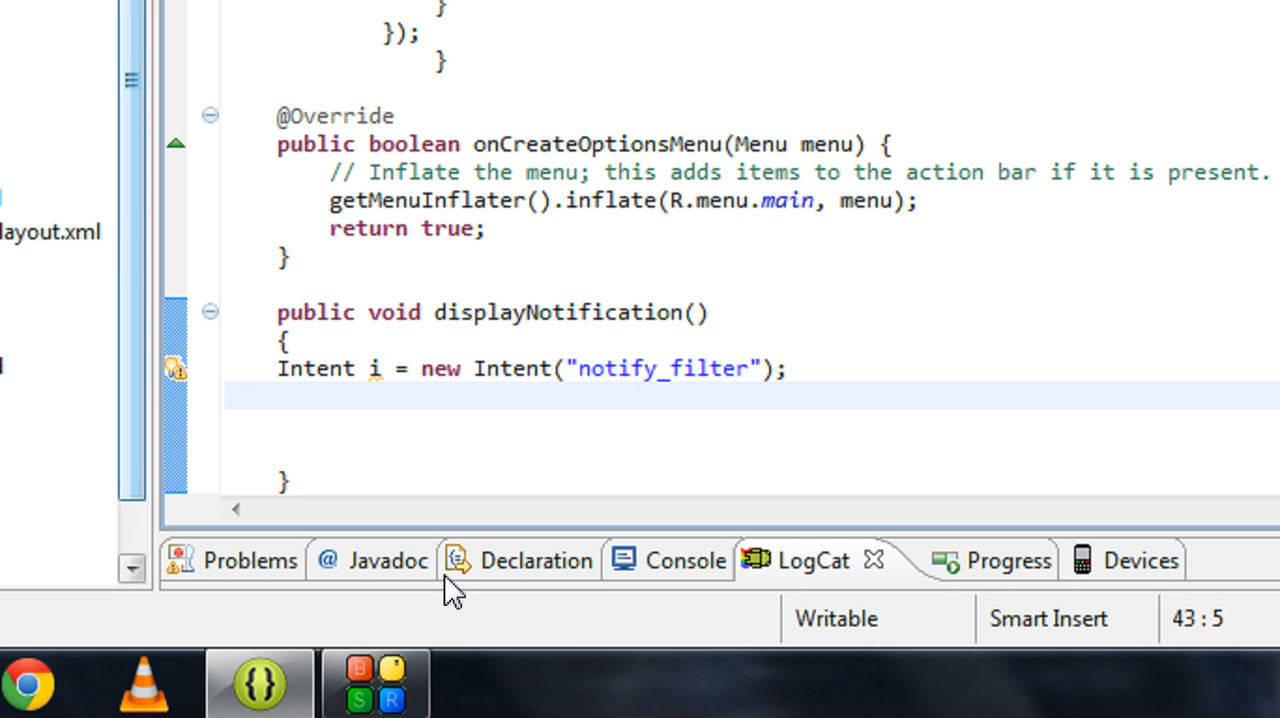 }
});
}
@Override
public boolean onCreateOptionsMenu(Menu menu) {
// Inflate the menu; this adds items to the action bar if it is present.
getMenuInflater().inflate(R.menu.main, menu);
layout.xml
return true;
}
public void displayNotification()
{
Intent i = new Intent("notify_filter");
}
Problems @ Javadoc Declaration Console LogCat Progress Devices
Writable Smart Insert 43 : 5
{}
B S R